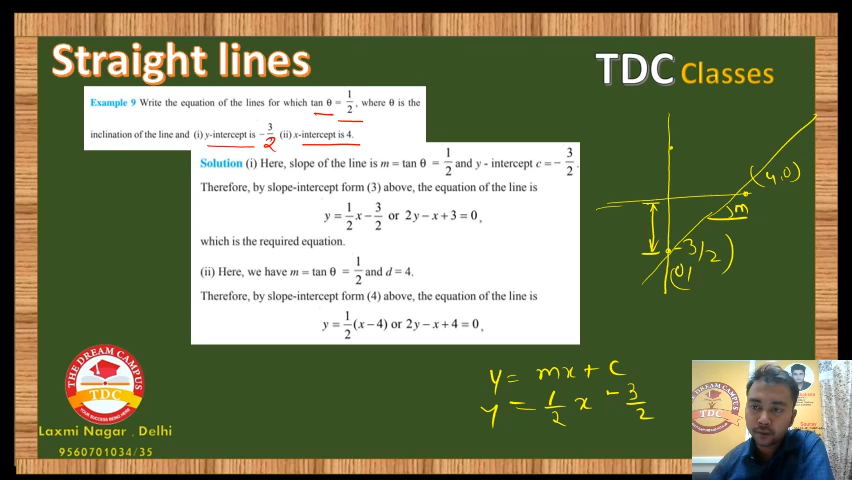 Straight lines
TDC Classes
Example 9 Write the equation of the lines for which tan θ = 1/2, where θ is the
inclination of the line and (i) y-intercept is −3/2 (ii) x-intercept is 4.
Solution (i) Here, slope of the line is m = tan θ = 1/2 and y - intercept c = − 3/2.
Therefore, by slope-intercept form (3) above, the equation of the line is
y = 1/2 x − 3/2 or 2y − x + 3 = 0,
which is the required equation.
(ii) Here, we have m = tan θ = 1/2 and d = 4.
Therefore, by slope-intercept form (4) above, the equation of the line is
y = 1/2 (x − 4) or 2y − x + 4 = 0,
(4,0)
m
(0, -3/2)
y = mx + c
y = 1/2 x - 3/2
THE DREAM CAMPUS
TDC
YOUR SUCCESS BEING HERE
Laxmi Nagar , Delhi
9560701034/35
TDC